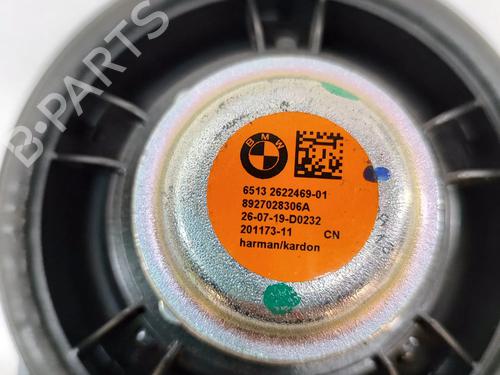 B-PARTS
BMW
6513 2622469-01
8927028306A
26-07-19-D0232
201173-11 CN
harman/kardon